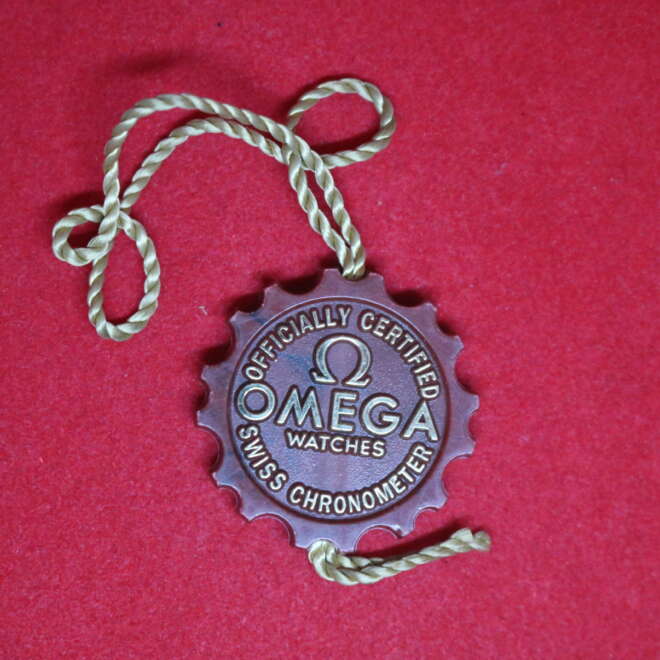 OFFICIALLY CERTIFIED
Ω
OMEGA
WATCHES
SWISS CHRONOMETER